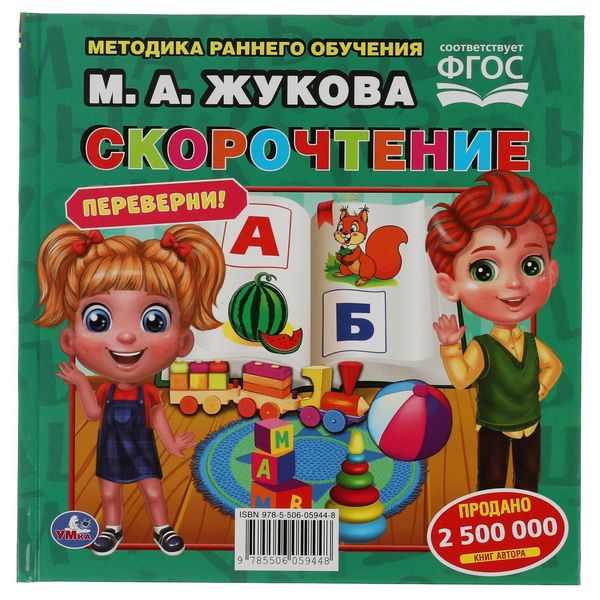 МЕТОДИКА РАННЕГО ОБУЧЕНИЯ
соответствует
ФГОС
М. А. ЖУКОВА
СКОРОЧТЕНИЕ
ПЕРЕВЕРНИ!
А
Б
М
А
М
В
УМка
ISBN 978-5-506-05944-8
9 785506 059448
ПРОДАНО
2 500 000
КНИГ АВТОРА